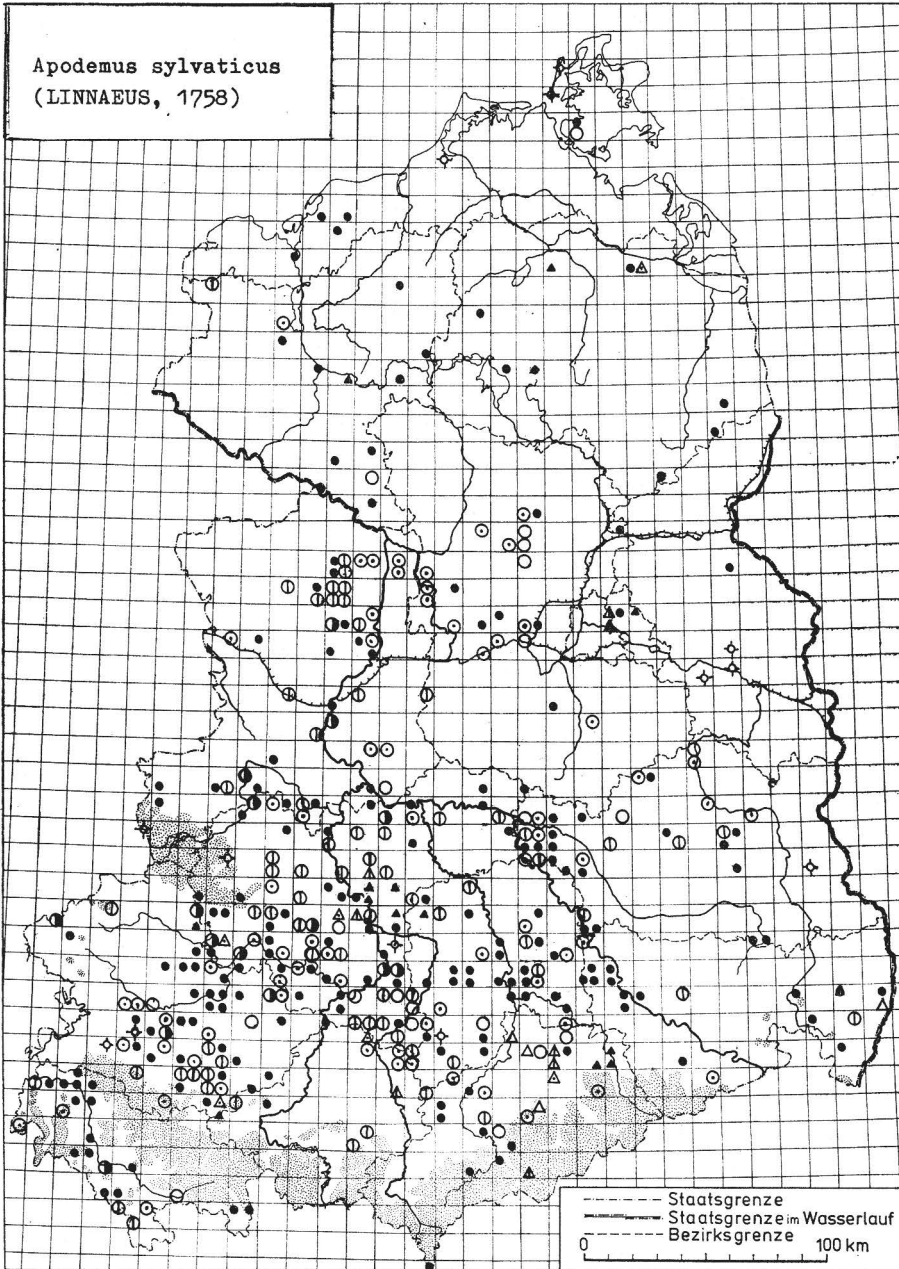 Apodemus sylvaticus
(LINNAEUS, 1758)
Staatsgrenze
Staatsgrenze im Wasserlauf
Bezirksgrenze
0 100 km